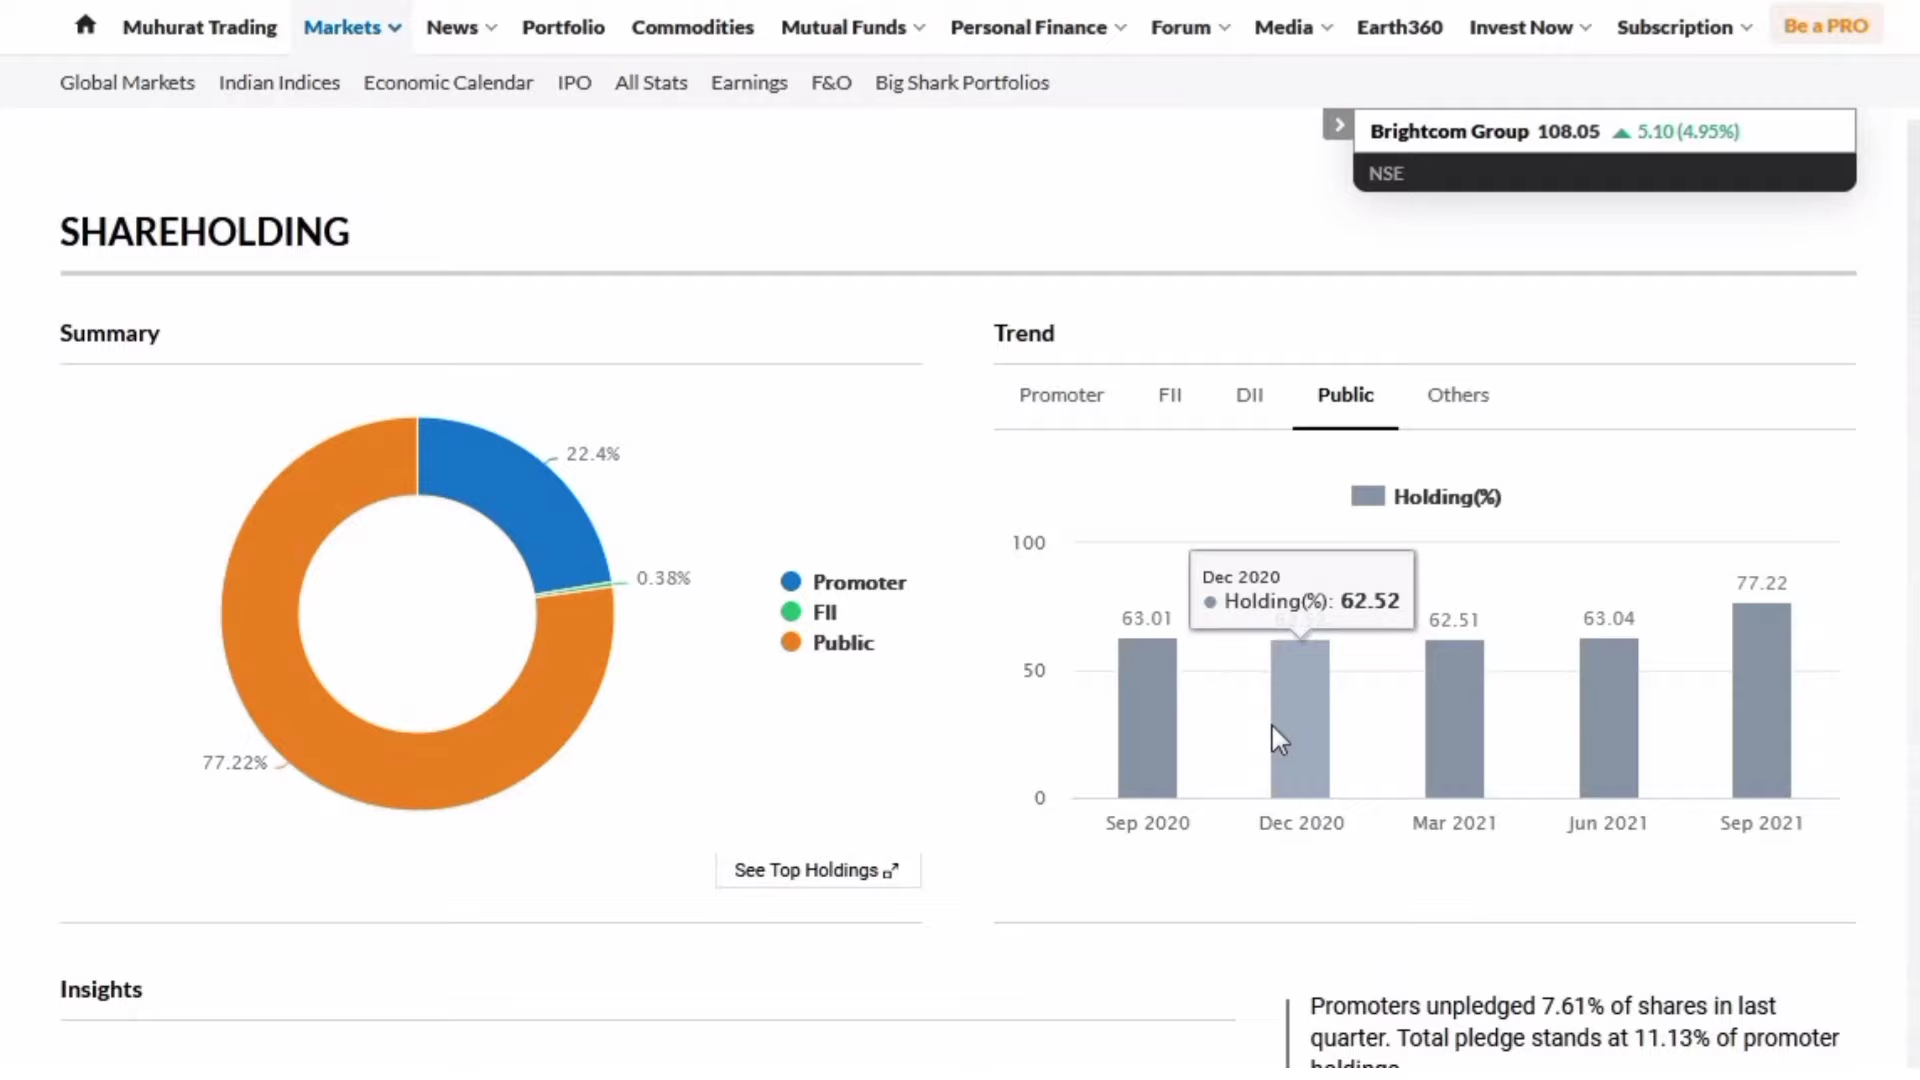 Muhurat Trading Markets News Portfolio Commodities Mutual Funds Personal Finance Forum Media Earth360 Invest Now Subscription Be a PRO
Global Markets Indian Indices Economic Calendar IPO All Stats Earnings F&O Big Shark Portfolios
Brightcom Group 108.05 5.10 (4.95%)
NSE
SHAREHOLDING
Summary
22.4%
0.38%
77.22%
Promoter
FII
Public
See Top Holdings
Trend
Promoter FII DII Public Others
Holding(%)
100
50
0
Dec 2020
Holding(%): 62.52
63.01
62.51
63.04
77.22
Sep 2020 Dec 2020 Mar 2021 Jun 2021 Sep 2021
Insights
Promoters unpledged 7.61% of shares in last
quarter. Total pledge stands at 11.13% of promoter